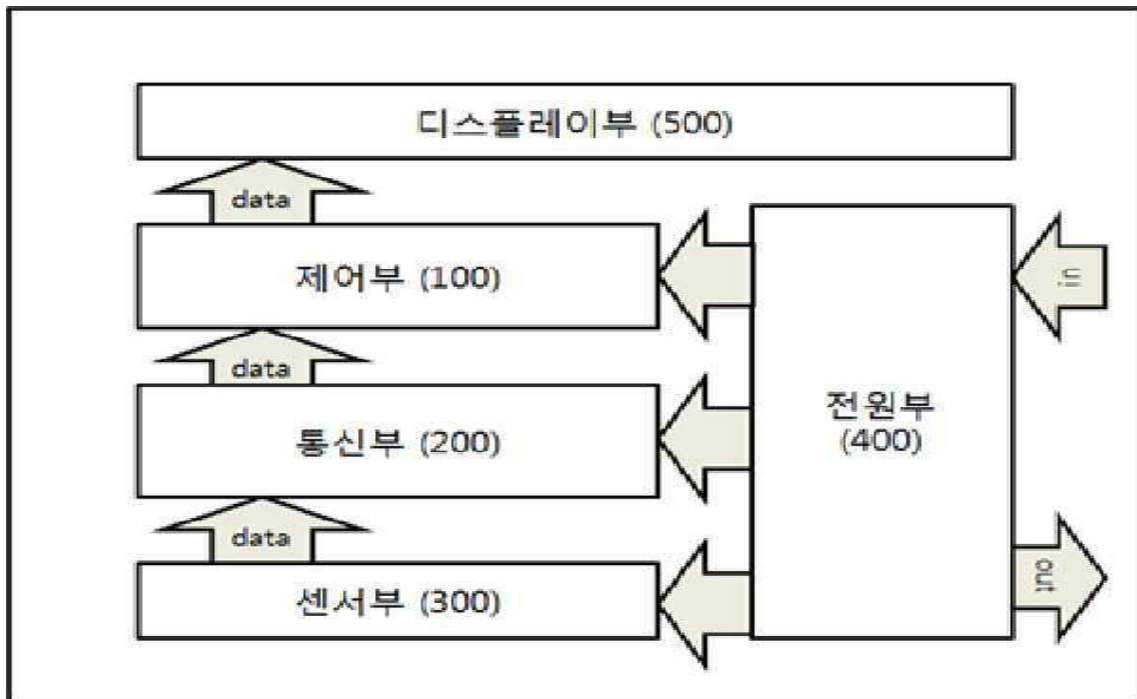 디스플레이부 (500)
data
제어부 (100)
in
data
통신부 (200)
전원부
(400)
data
센서부 (300)
out